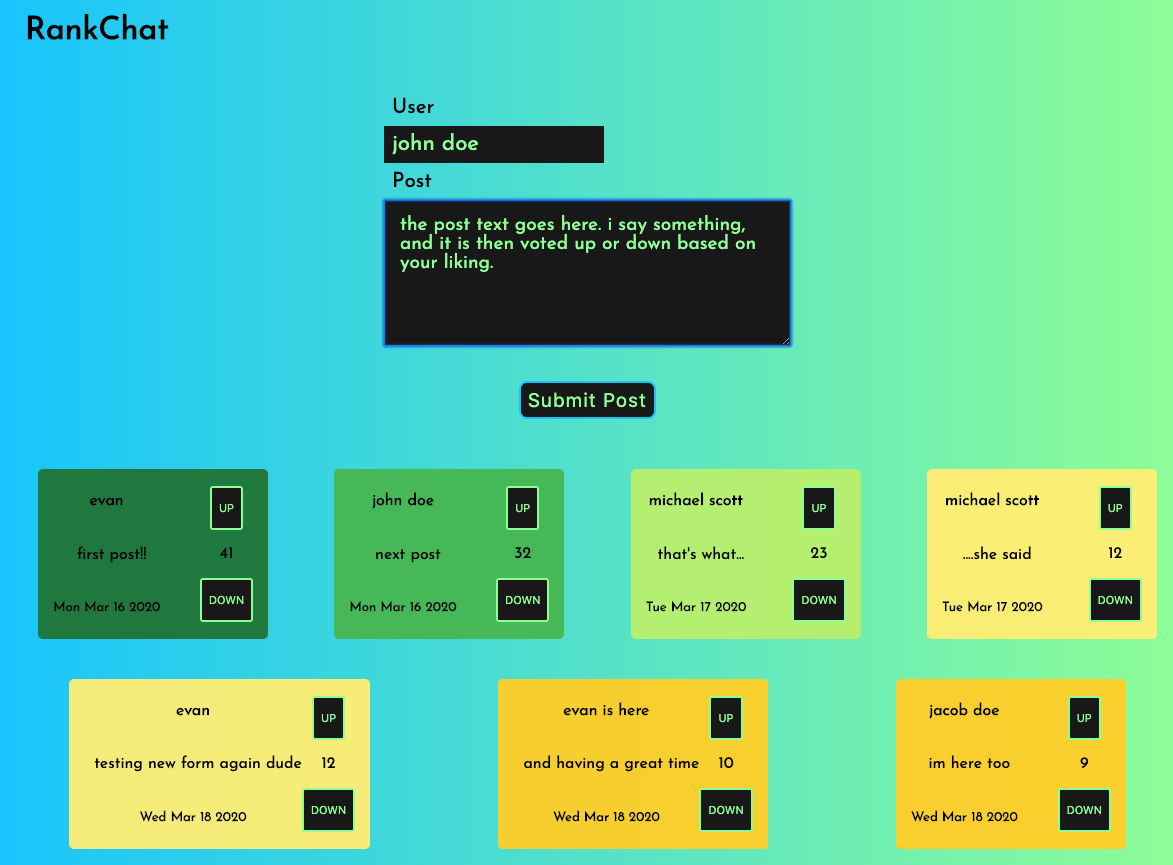 RankChat
User
john doe
Post
the post text goes here. i say something,
and it is then voted up or down based on
your liking.
Submit Post
evan
UP
first post!!
41
Mon Mar 16 2020
DOWN
john doe
UP
next post
32
Mon Mar 16 2020
DOWN
michael scott
UP
that's what...
23
Tue Mar 17 2020
DOWN
michael scott
UP
....she said
12
Tue Mar 17 2020
DOWN
evan
UP
testing new form again dude
12
Wed Mar 18 2020
DOWN
evan is here
UP
and having a great time
10
Wed Mar 18 2020
DOWN
jacob doe
UP
im here too
9
Wed Mar 18 2020
DOWN